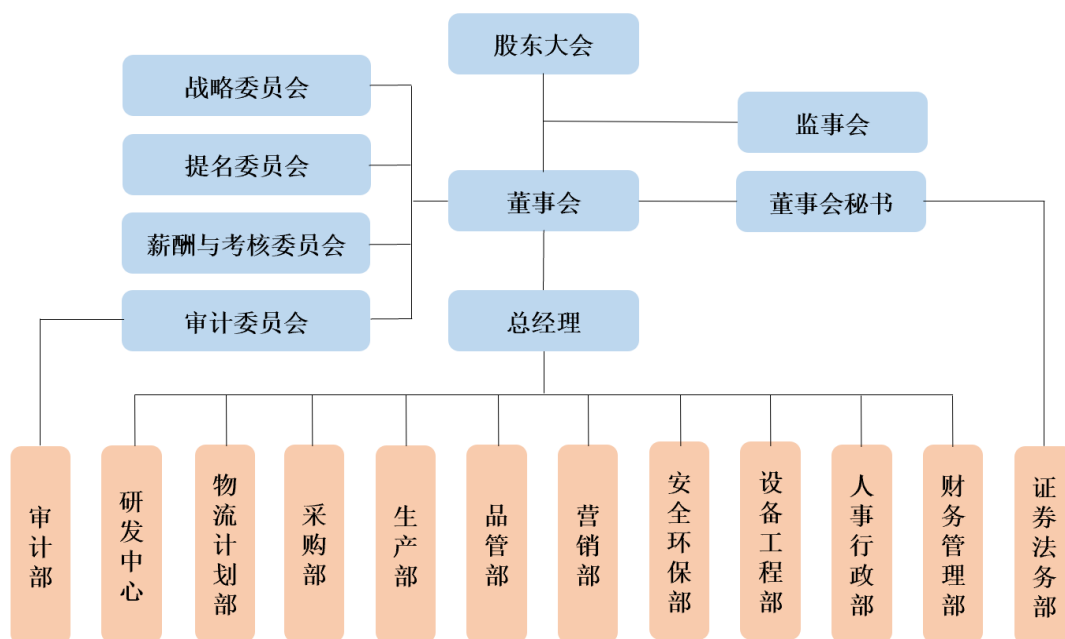 股东大会
战略委员会
监事会
提名委员会
董事会
董事会秘书
薪酬与考核委员会
审计委员会
总经理
审计部
研发中心
物流计划部
采购部
生产部
品管部
营销部
安全环保部
设备工程部
人事行政部
财务管理部
证券法务部